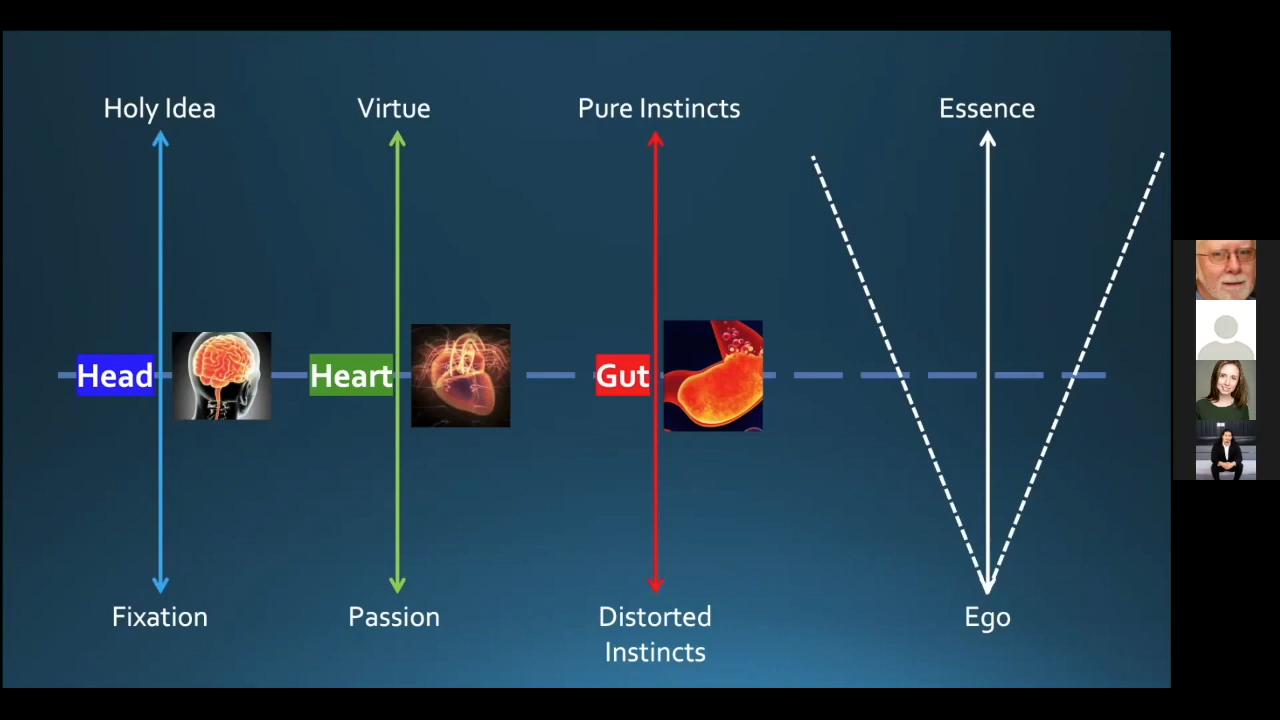 Holy Idea
Virtue
Pure Instincts
Essence
Head
Heart
Gut
Fixation
Passion
Distorted
Instincts
Ego